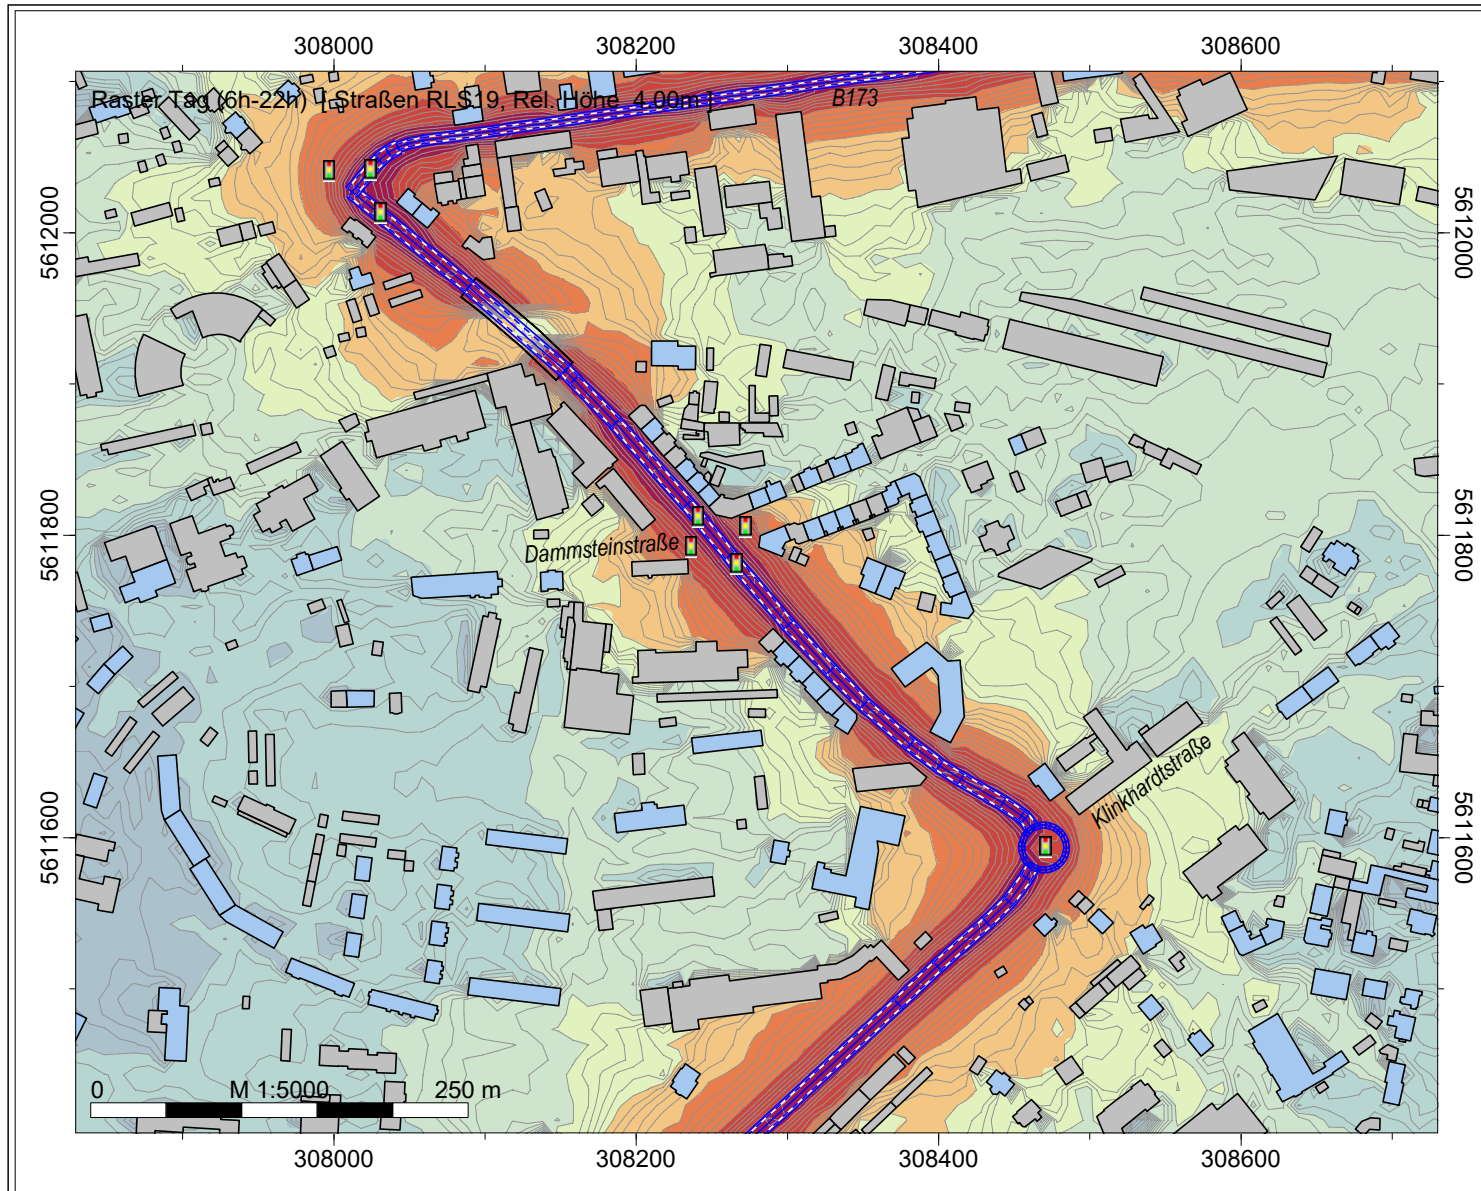 308000 308200 308400 308600
Raster Tag (6h-22h) [ Straßen RLS19, Rel. Höhe 4.00m ]
B173
5612000 5612000
5611800 5611800
Dammsteinstraße
Klinkhardtstraße
5611600 5611600
0 M 1:5000 250 m
308000 308200 308400 308600